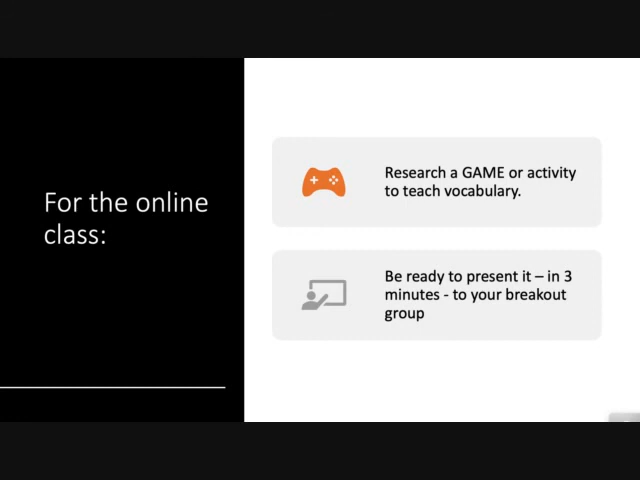 For the online
class:
Research a GAME or activity
to teach vocabulary.
Be ready to present it – in 3
minutes - to your breakout
group